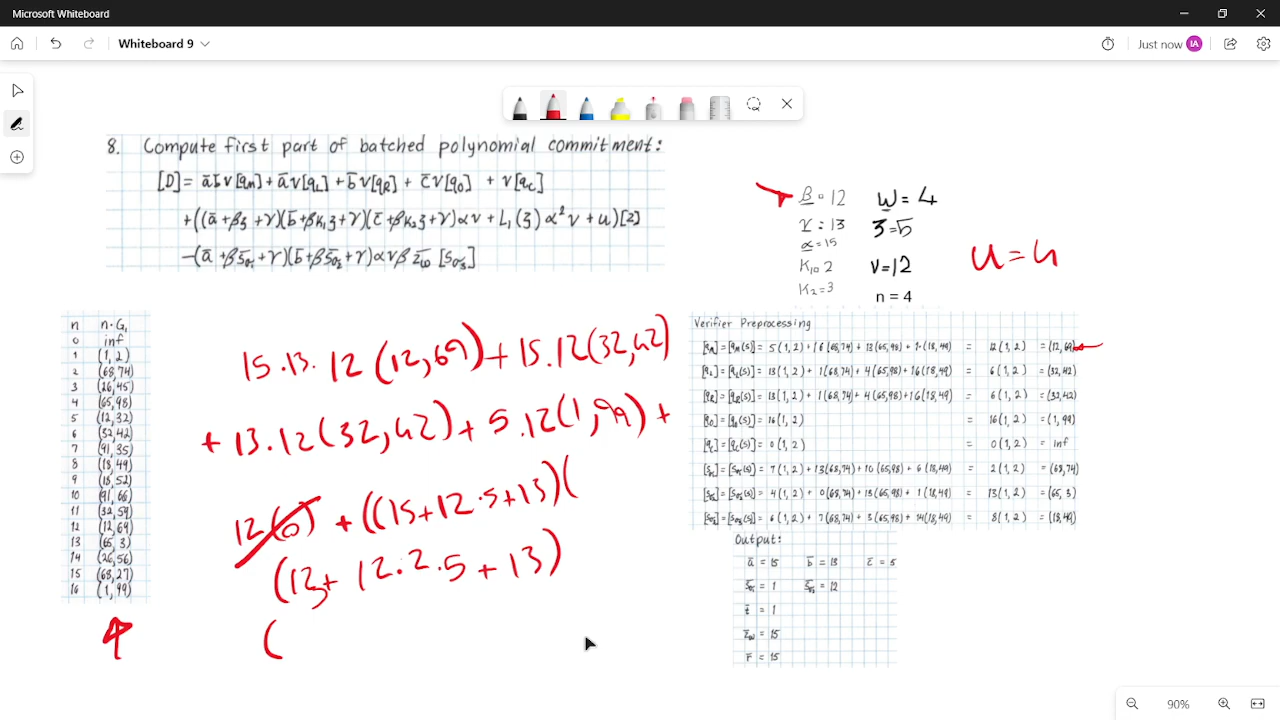 Microsoft Whiteboard
Whiteboard 9
Just now IA
8. Compute first part of batched polynomial commitment:
[D] = a̅b̅v[qM] + a̅v[qL] + b̅v[qR] + c̅v[qO] + v[qC]
+((a̅+βʒ+γ)(b̅+βK₁ʒ+γ)(c̅+βK₂ʒ+γ)αv + L₁(ʒ)α²v + u)[z]
-(a̅+βs̅σ₁+γ)(b̅+βs̅σ₂+γ)αvβz̅ω[Sσ₃]
β = 12 ω = 4
γ = 13 ʒ = 5
α = 15
K₁ = 2 v = 12
K₂ = 3 n = 4
u = 4
n n·G₁
0 inf
1 (1,2)
2 (68,74)
3 (26,45)
4 (65,98)
5 (12,32)
6 (32,42)
7 (91,35)
8 (18,49)
9 (18,52)
10 (91,66)
11 (32,59)
12 (12,69)
13 (65,3)
14 (26,56)
15 (68,27)
16 (1,99)
15.13. 12 (12,69) + 15.12(32,42)
+ 13.12(32,42) + 5.12(1,99) +
12(0) + ((15+12.5+13)(
(13+ 12.2.5 + 13)
(
Verifier Preprocessing
[qM]=[qM(s)] = 5(1,2) + 16(68,74) + 13(65,98) + 1·(18,49) = 12(1,2) = (12,69)
[qL]=[qL(s)] = 13(1,2) + 1(68,74) + 4(65,98) + 16(18,49) = 6(1,2) = (32,42)
[qR]=[qR(s)] = 13(1,2) + 1(68,74) + 4(65,98) + 16(18,49) = 6(1,2) = (32,42)
[qO]=[qO(s)] = 16(1,2) = 16(1,2) = (1,99)
[qC]=[qC(s)] = 0(1,2) = 0(1,2) = inf
[Sσ₁]=[Sσ₁(s)] = 7(1,2) + 13(68,74) + 10(65,98) + 6(18,49) = 2(1,2) = (68,74)
[Sσ₂]=[Sσ₂(s)] = 4(1,2) + 0(68,74) + 13(65,98) + 1(18,49) = 13(1,2) = (65,3)
[Sσ₃]=[Sσ₃(s)] = 6(1,2) + 7(68,74) + 3(65,98) + 14(18,49) = 8(1,2) = (18,49)
Output:
a̅ = 15 b̅ = 13 c̅ = 5
s̅σ₁ = 1 s̅σ₂ = 12
t̅ = 1
z̅ω = 15
r̅ = 15
90%